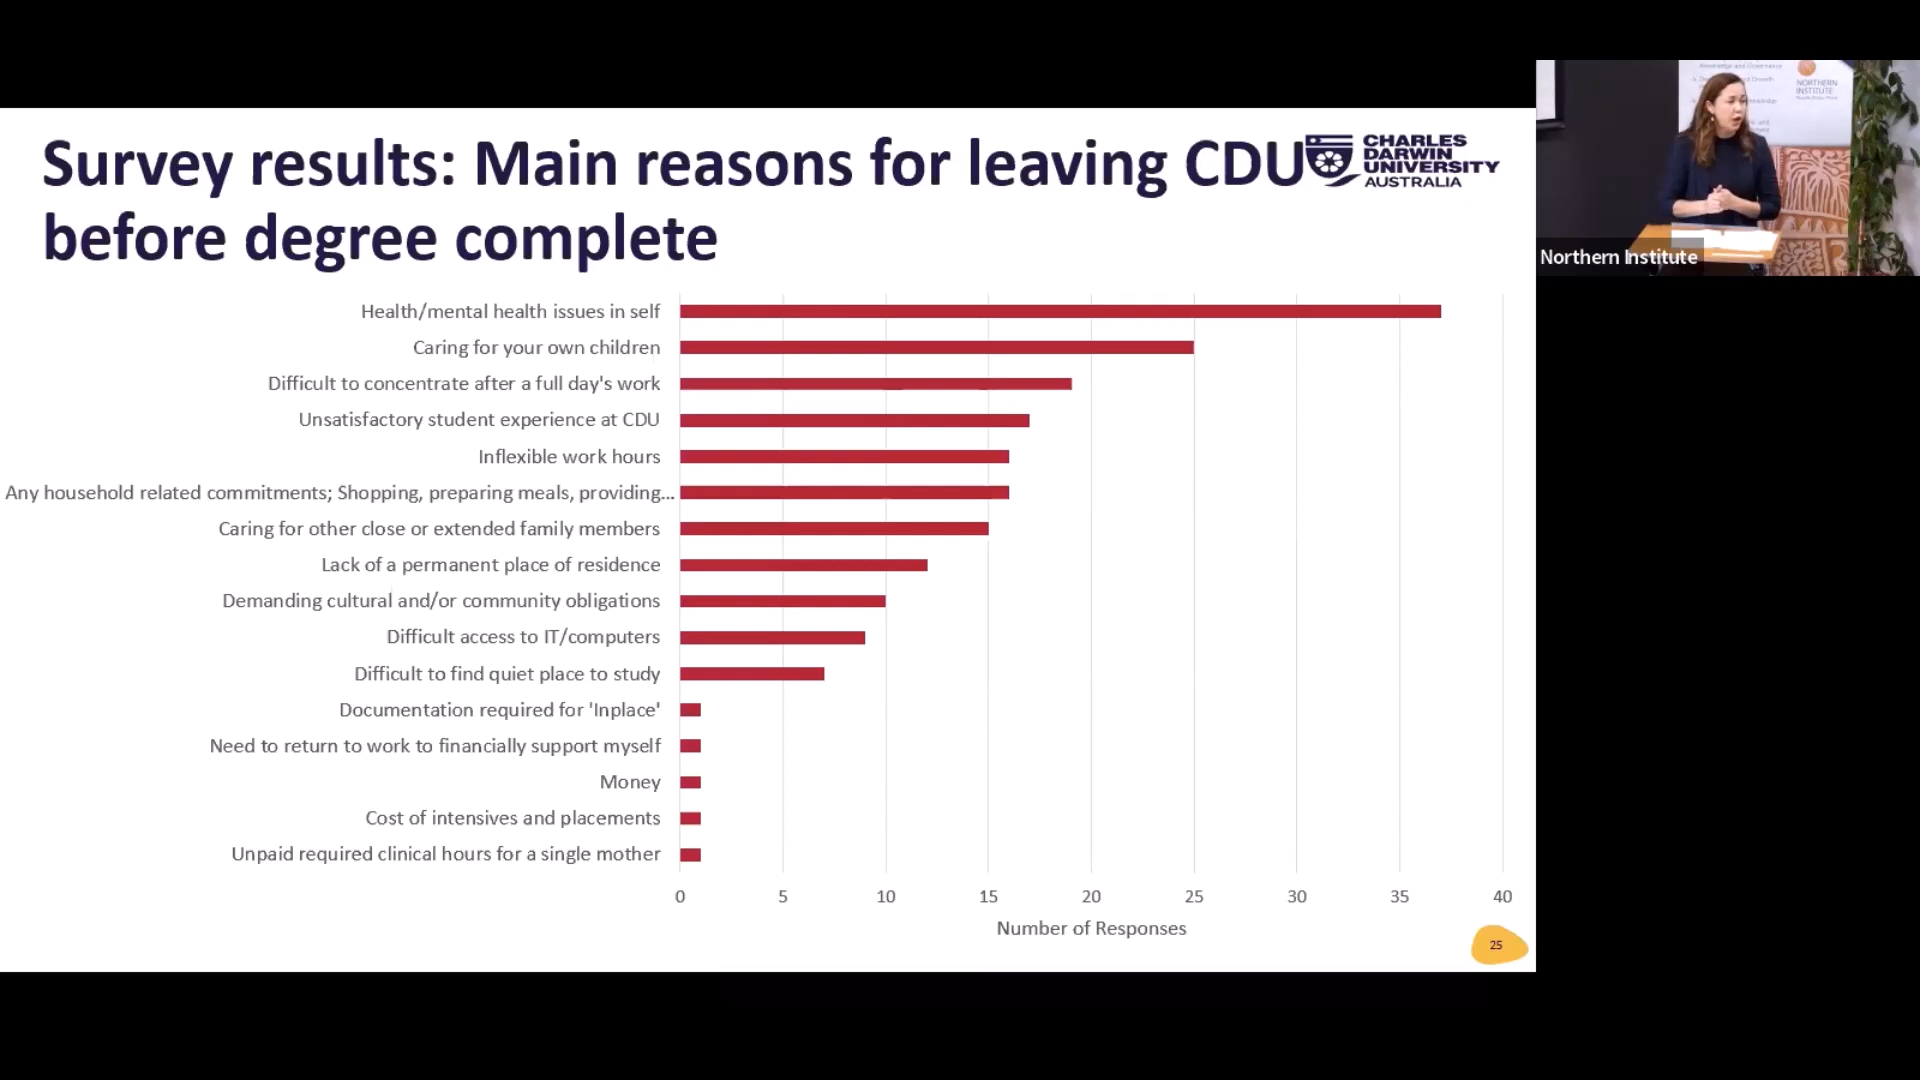 Survey results: Main reasons for leaving CDU
before degree complete
CHARLES
DARWIN
UNIVERSITY
AUSTRALIA
NORTHERN
INSTITUTE
Northern Institute
Health/mental health issues in self
Caring for your own children
Difficult to concentrate after a full day's work
Unsatisfactory student experience at CDU
Inflexible work hours
Any household related commitments; Shopping, preparing meals, providing...
Caring for other close or extended family members
Lack of a permanent place of residence
Demanding cultural and/or community obligations
Difficult access to IT/computers
Difficult to find quiet place to study
Documentation required for 'Inplace'
Need to return to work to financially support myself
Money
Cost of intensives and placements
Unpaid required clinical hours for a single mother
0 5 10 15 20 25 30 35 40
Number of Responses
25